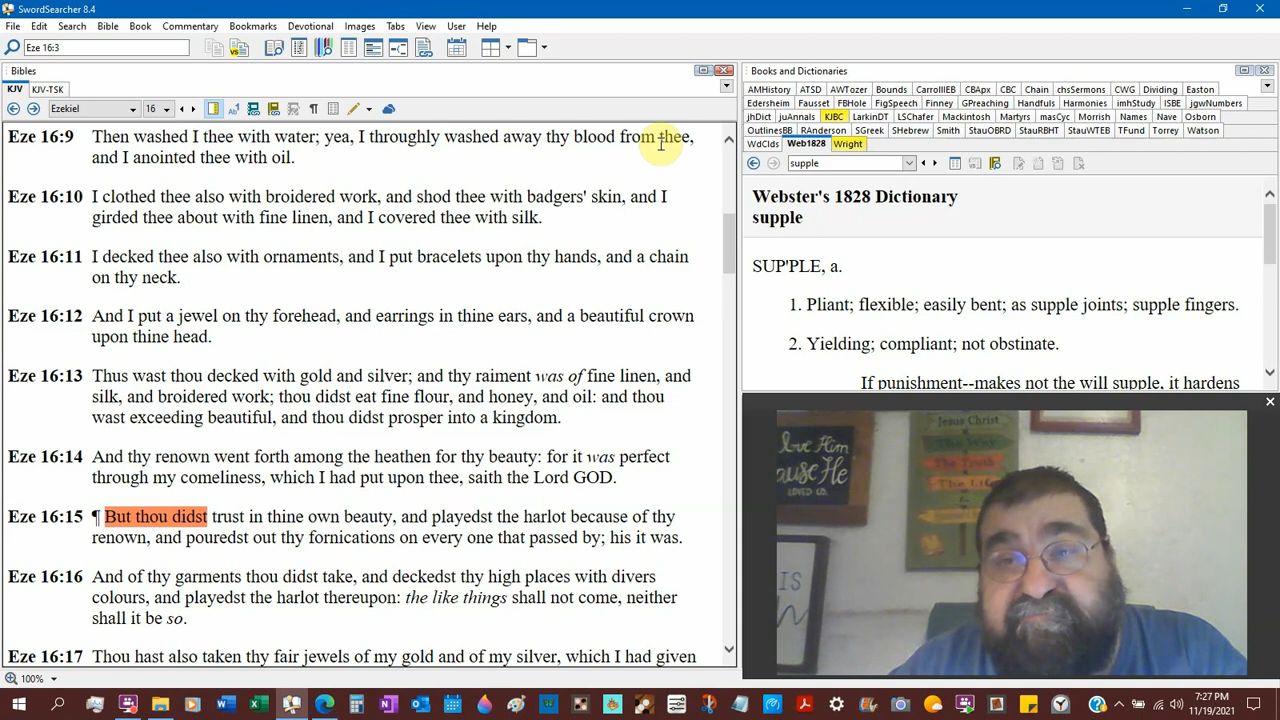 SwordSearcher 8.4
File Edit Search Bible Book Commentary Bookmarks Devotional Images Tabs View User Help
Eze 16:3
Bibles
KJV KJV-TSK
Ezekiel 16
Eze 16:9 Then washed I thee with water; yea, I throughly washed away thy blood from thee,
and I anointed thee with oil.
Eze 16:10 I clothed thee also with broidered work, and shod thee with badgers' skin, and I
girded thee about with fine linen, and I covered thee with silk.
Eze 16:11 I decked thee also with ornaments, and I put bracelets upon thy hands, and a chain
on thy neck.
Eze 16:12 And I put a jewel on thy forehead, and earrings in thine ears, and a beautiful crown
upon thine head.
Eze 16:13 Thus wast thou decked with gold and silver; and thy raiment was of fine linen, and
silk, and broidered work; thou didst eat fine flour, and honey, and oil: and thou
wast exceeding beautiful, and thou didst prosper into a kingdom.
Eze 16:14 And thy renown went forth among the heathen for thy beauty: for it was perfect
through my comeliness, which I had put upon thee, saith the Lord GOD.
Eze 16:15 ¶ But thou didst trust in thine own beauty, and playedst the harlot because of thy
renown, and pouredst out thy fornications on every one that passed by; his it was.
Eze 16:16 And of thy garments thou didst take, and deckedst thy high places with divers
colours, and playedst the harlot thereupon: the like things shall not come, neither
shall it be so.
Eze 16:17 Thou hast also taken thy fair jewels of my gold and of my silver, which I had given
100%
Books and Dictionaries
AMHistory ATSD AWTozer Bounds CarrollEIB CBApx CBC Chain chsSermons CWG Dividing Easton
Edersheim Fausset FBHole FigSpeech Finney GPreaching Handfuls Harmonies imhStudy ISBE jgwNumbers
jhDict juAnnals KJBC LarkinDT LSChafer Mackintosh Martyrs masCyc Morrish Names Nave Osborn
OutlinesBB RAnderson SGreek SHebrew Smith StauOBRD StauRBHT StauWTEB TFund Torrey Watson
WdClds Web1828 Wright
supple
Webster's 1828 Dictionary
supple
SUP'PLE, a.
1. Pliant; flexible; easily bent; as supple joints; supple fingers.
2. Yielding; compliant; not obstinate.
If punishment--makes not the will supple, it hardens
love Him
cause He
LOVED CO.
Jesus Christ
The Way
The Truth
The Life
IS
7:27 PM
11/19/2021